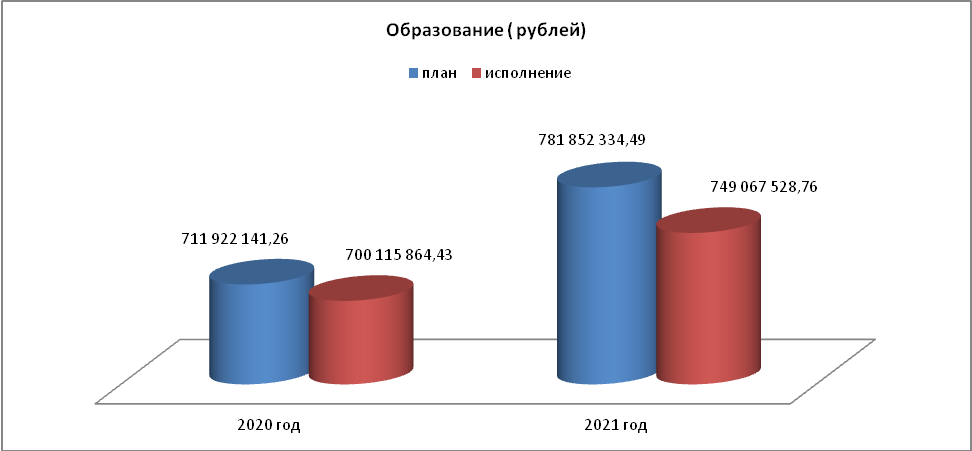 Образование ( рублей)
план исполнение
781 852 334,49
749 067 528,76
711 922 141,26
700 115 864,43
2020 год 2021 год